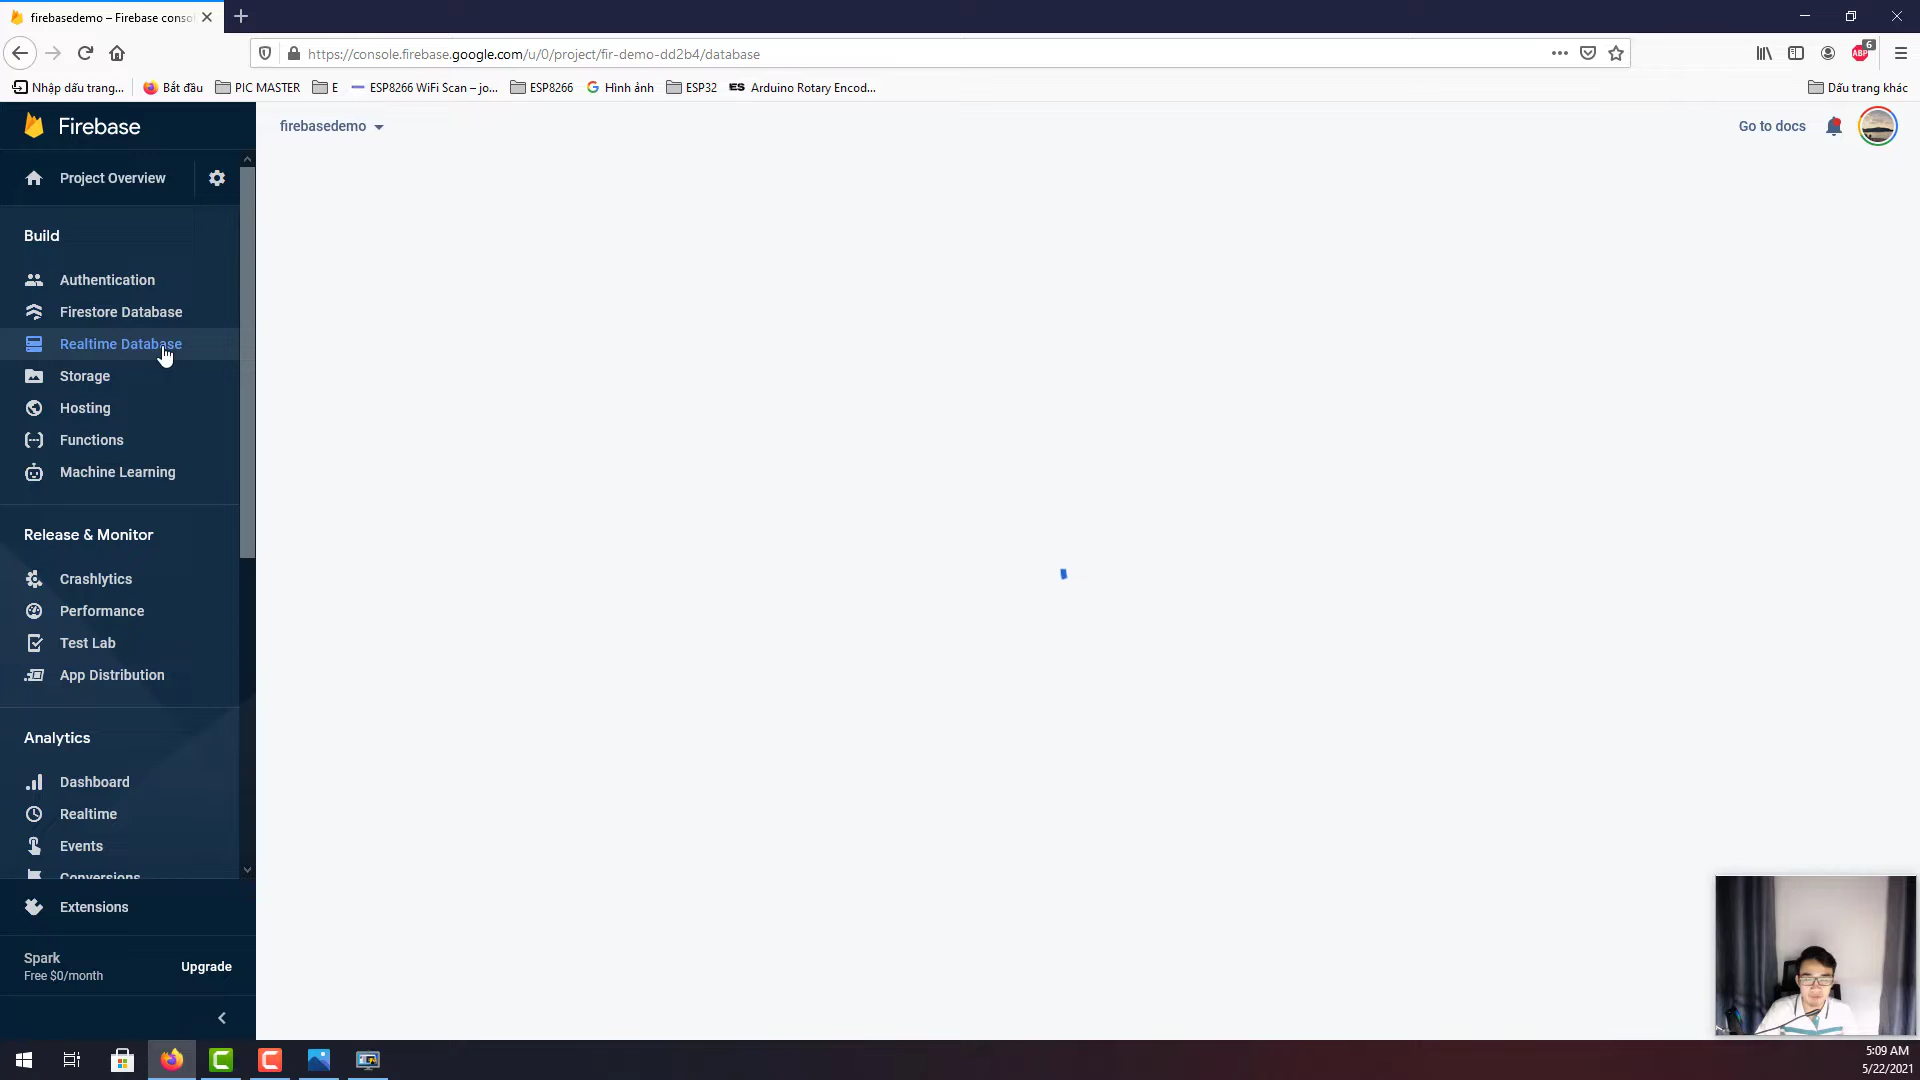 firebasedemo – Firebase conso
https://console.firebase.google.com/u/0/project/fir-demo-dd2b4/database
ABP
6
Nhập dấu trang...
Bắt đầu
PIC MASTER
E
ESP8266 WiFi Scan – jo...
ESP8266
Hình ảnh
ESP32
Arduino Rotary Encod...
Dấu trang khác
Firebase
firebasedemo
Go to docs
Project Overview
Build
Authentication
Firestore Database
Realtime Database
Storage
Hosting
Functions
Machine Learning
Release & Monitor
Crashlytics
Performance
Test Lab
App Distribution
Analytics
Dashboard
Realtime
Events
Conversions
Extensions
Spark
Free $0/month
Upgrade
5:09 AM
5/22/2021